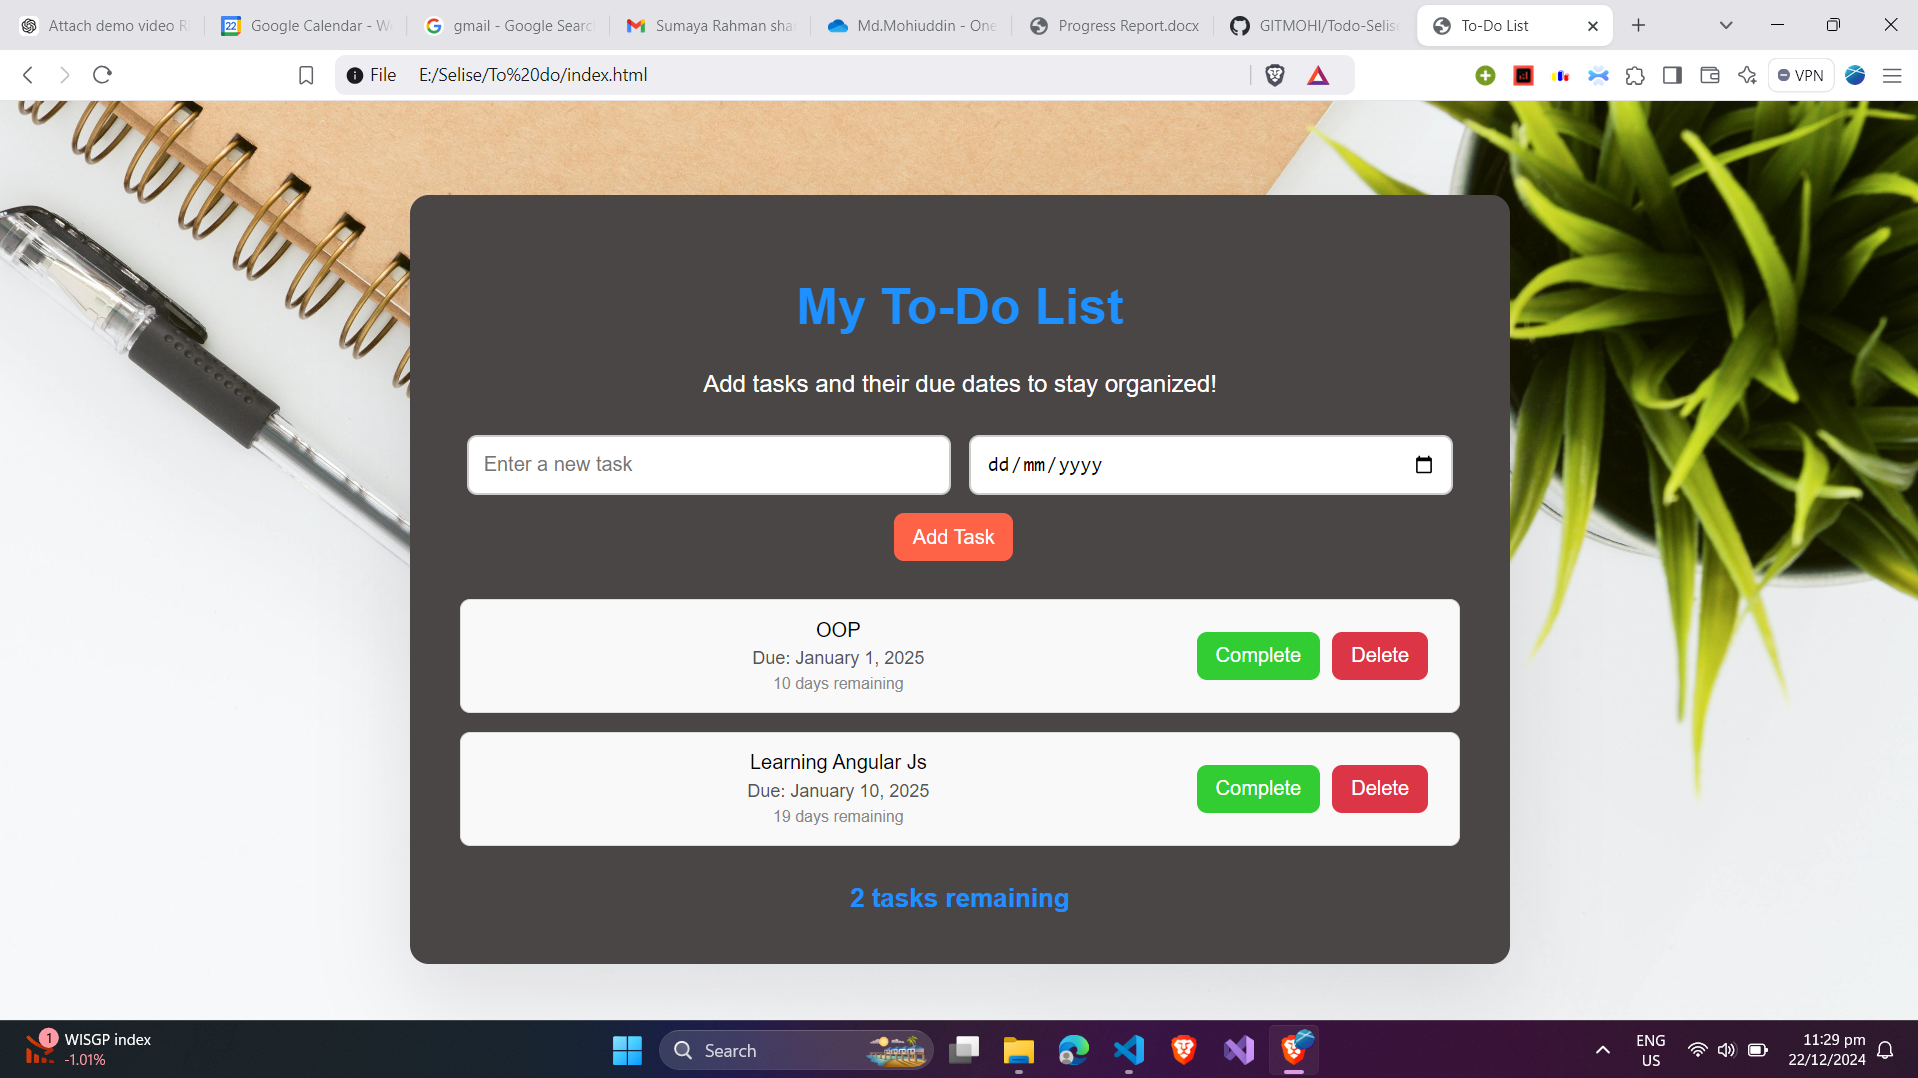 Attach demo video R
22 Google Calendar - W
gmail - Google Searc
Sumaya Rahman shar
Md.Mohiuddin - One
Progress Report.docx
GITMOHI/Todo-Selise
To-Do List
File E:/Selise/To%20do/index.html
VPN
My To-Do List
Add tasks and their due dates to stay organized!
Enter a new task
dd/mm/yyyy
Add Task
OOP
Due: January 1, 2025
10 days remaining
Complete Delete
Learning Angular Js
Due: January 10, 2025
19 days remaining
Complete Delete
2 tasks remaining
1 WISGP index
-1.01%
Search
ENG
US
11:29 pm
22/12/2024